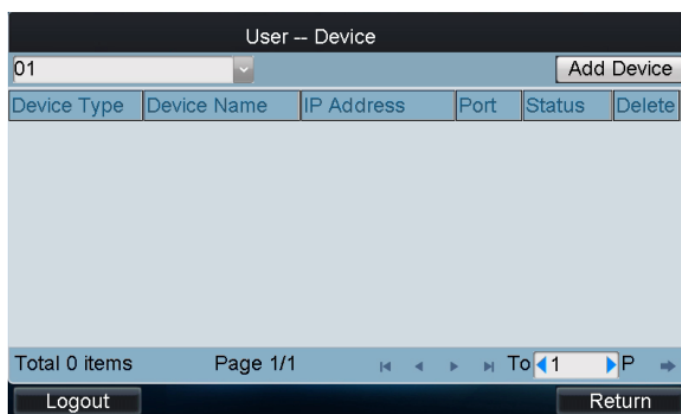 User -- Device
01 Add Device
Device Type Device Name IP Address Port Status Delete
Total 0 items Page 1/1 To 1 P
Logout Return